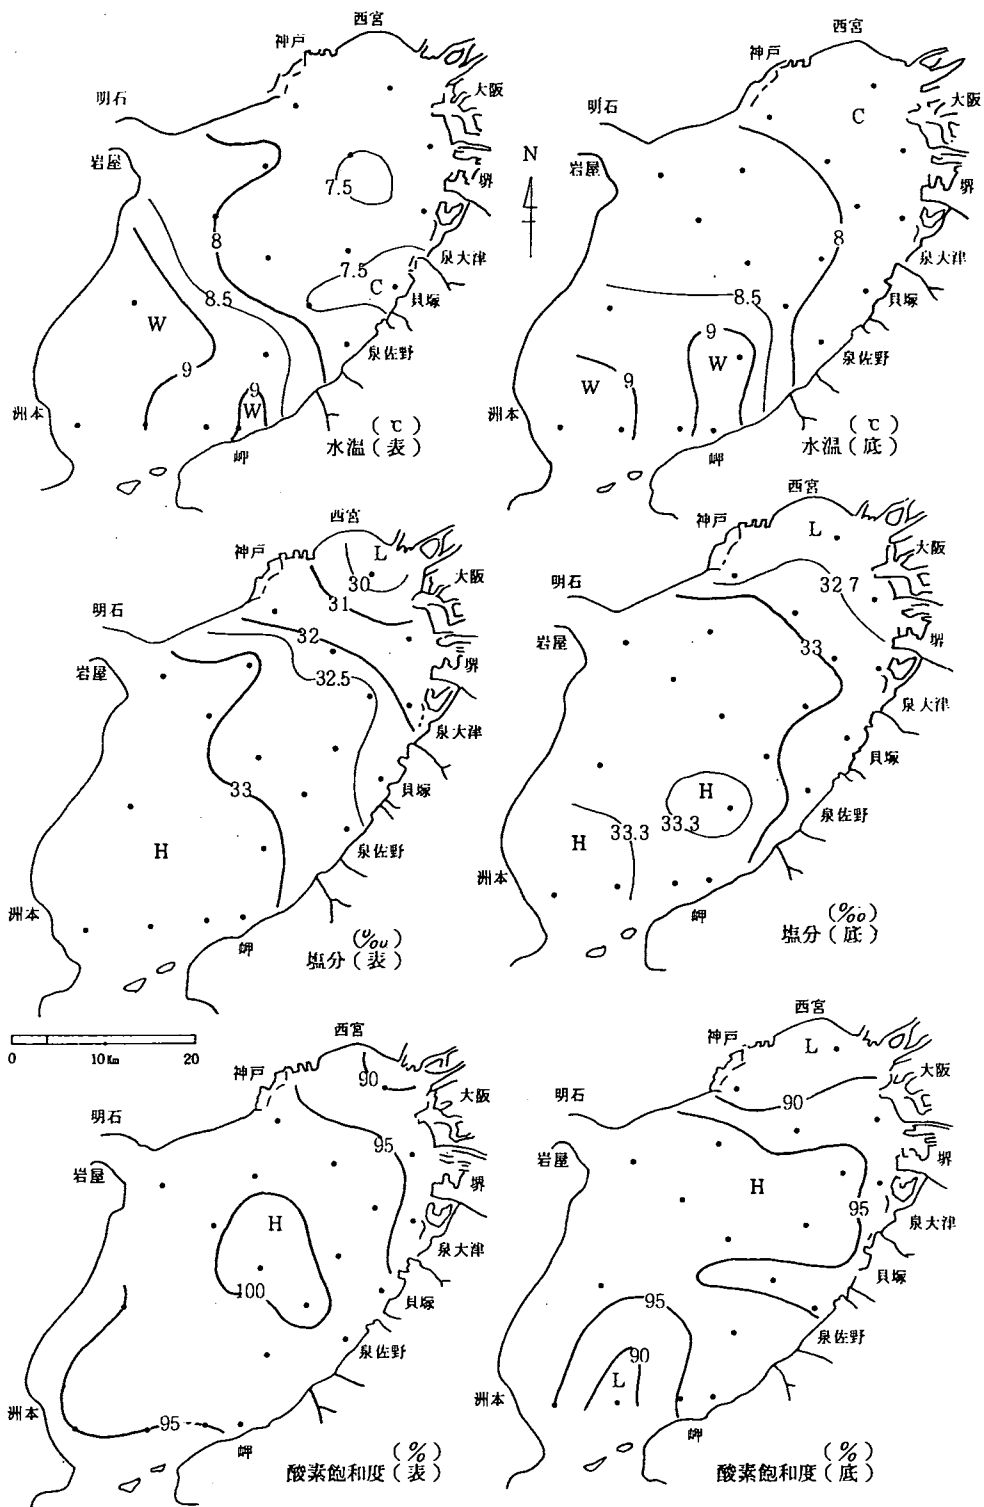 西宮
神戸
明石
大阪
岩屋
7.5
堺
8
泉大津
7.5
C
貝塚
8.5
W
泉佐野
9
9
W
洲本
岬
(℃)
水温(表)
N
西宮
神戸
明石
大阪
C
岩屋
堺
8
泉大津
8.5
貝塚
9
W
泉佐野
W
9
洲本
岬
(℃)
水温(底)
西宮
神戸
L
大阪
30
31
明石
32
岩屋
堺
32.5
泉大津
33
貝塚
H
泉佐野
洲本
岬
塩分(表)
西宮
神戸
L
大阪
32.7
明石
岩屋
33
堺
泉大津
貝塚
H
33.3
33.3
H
泉佐野
洲本
岬
(‰)
塩分(底)
0 10Km 20
西宮
神戸
90
大阪
明石
95
岩屋
堺
H
泉大津
100
貝塚
泉佐野
洲本
95
岬
(%)
酸素飽和度(表)
西宮
神戸
L
大阪
90
明石
岩屋
堺
H
95
泉大津
貝塚
95
泉佐野
90
L
洲本
岬
(%)
酸素飽和度(底)